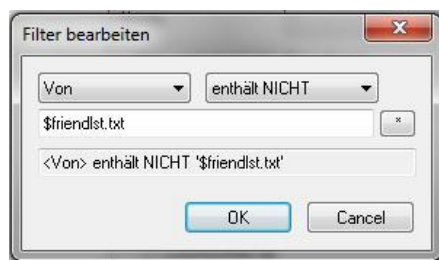 Filter bearbeiten
Von
enthält NICHT
$friendlst.txt
*
<Von> enthält NICHT '$friendlst.txt'
OK
Cancel